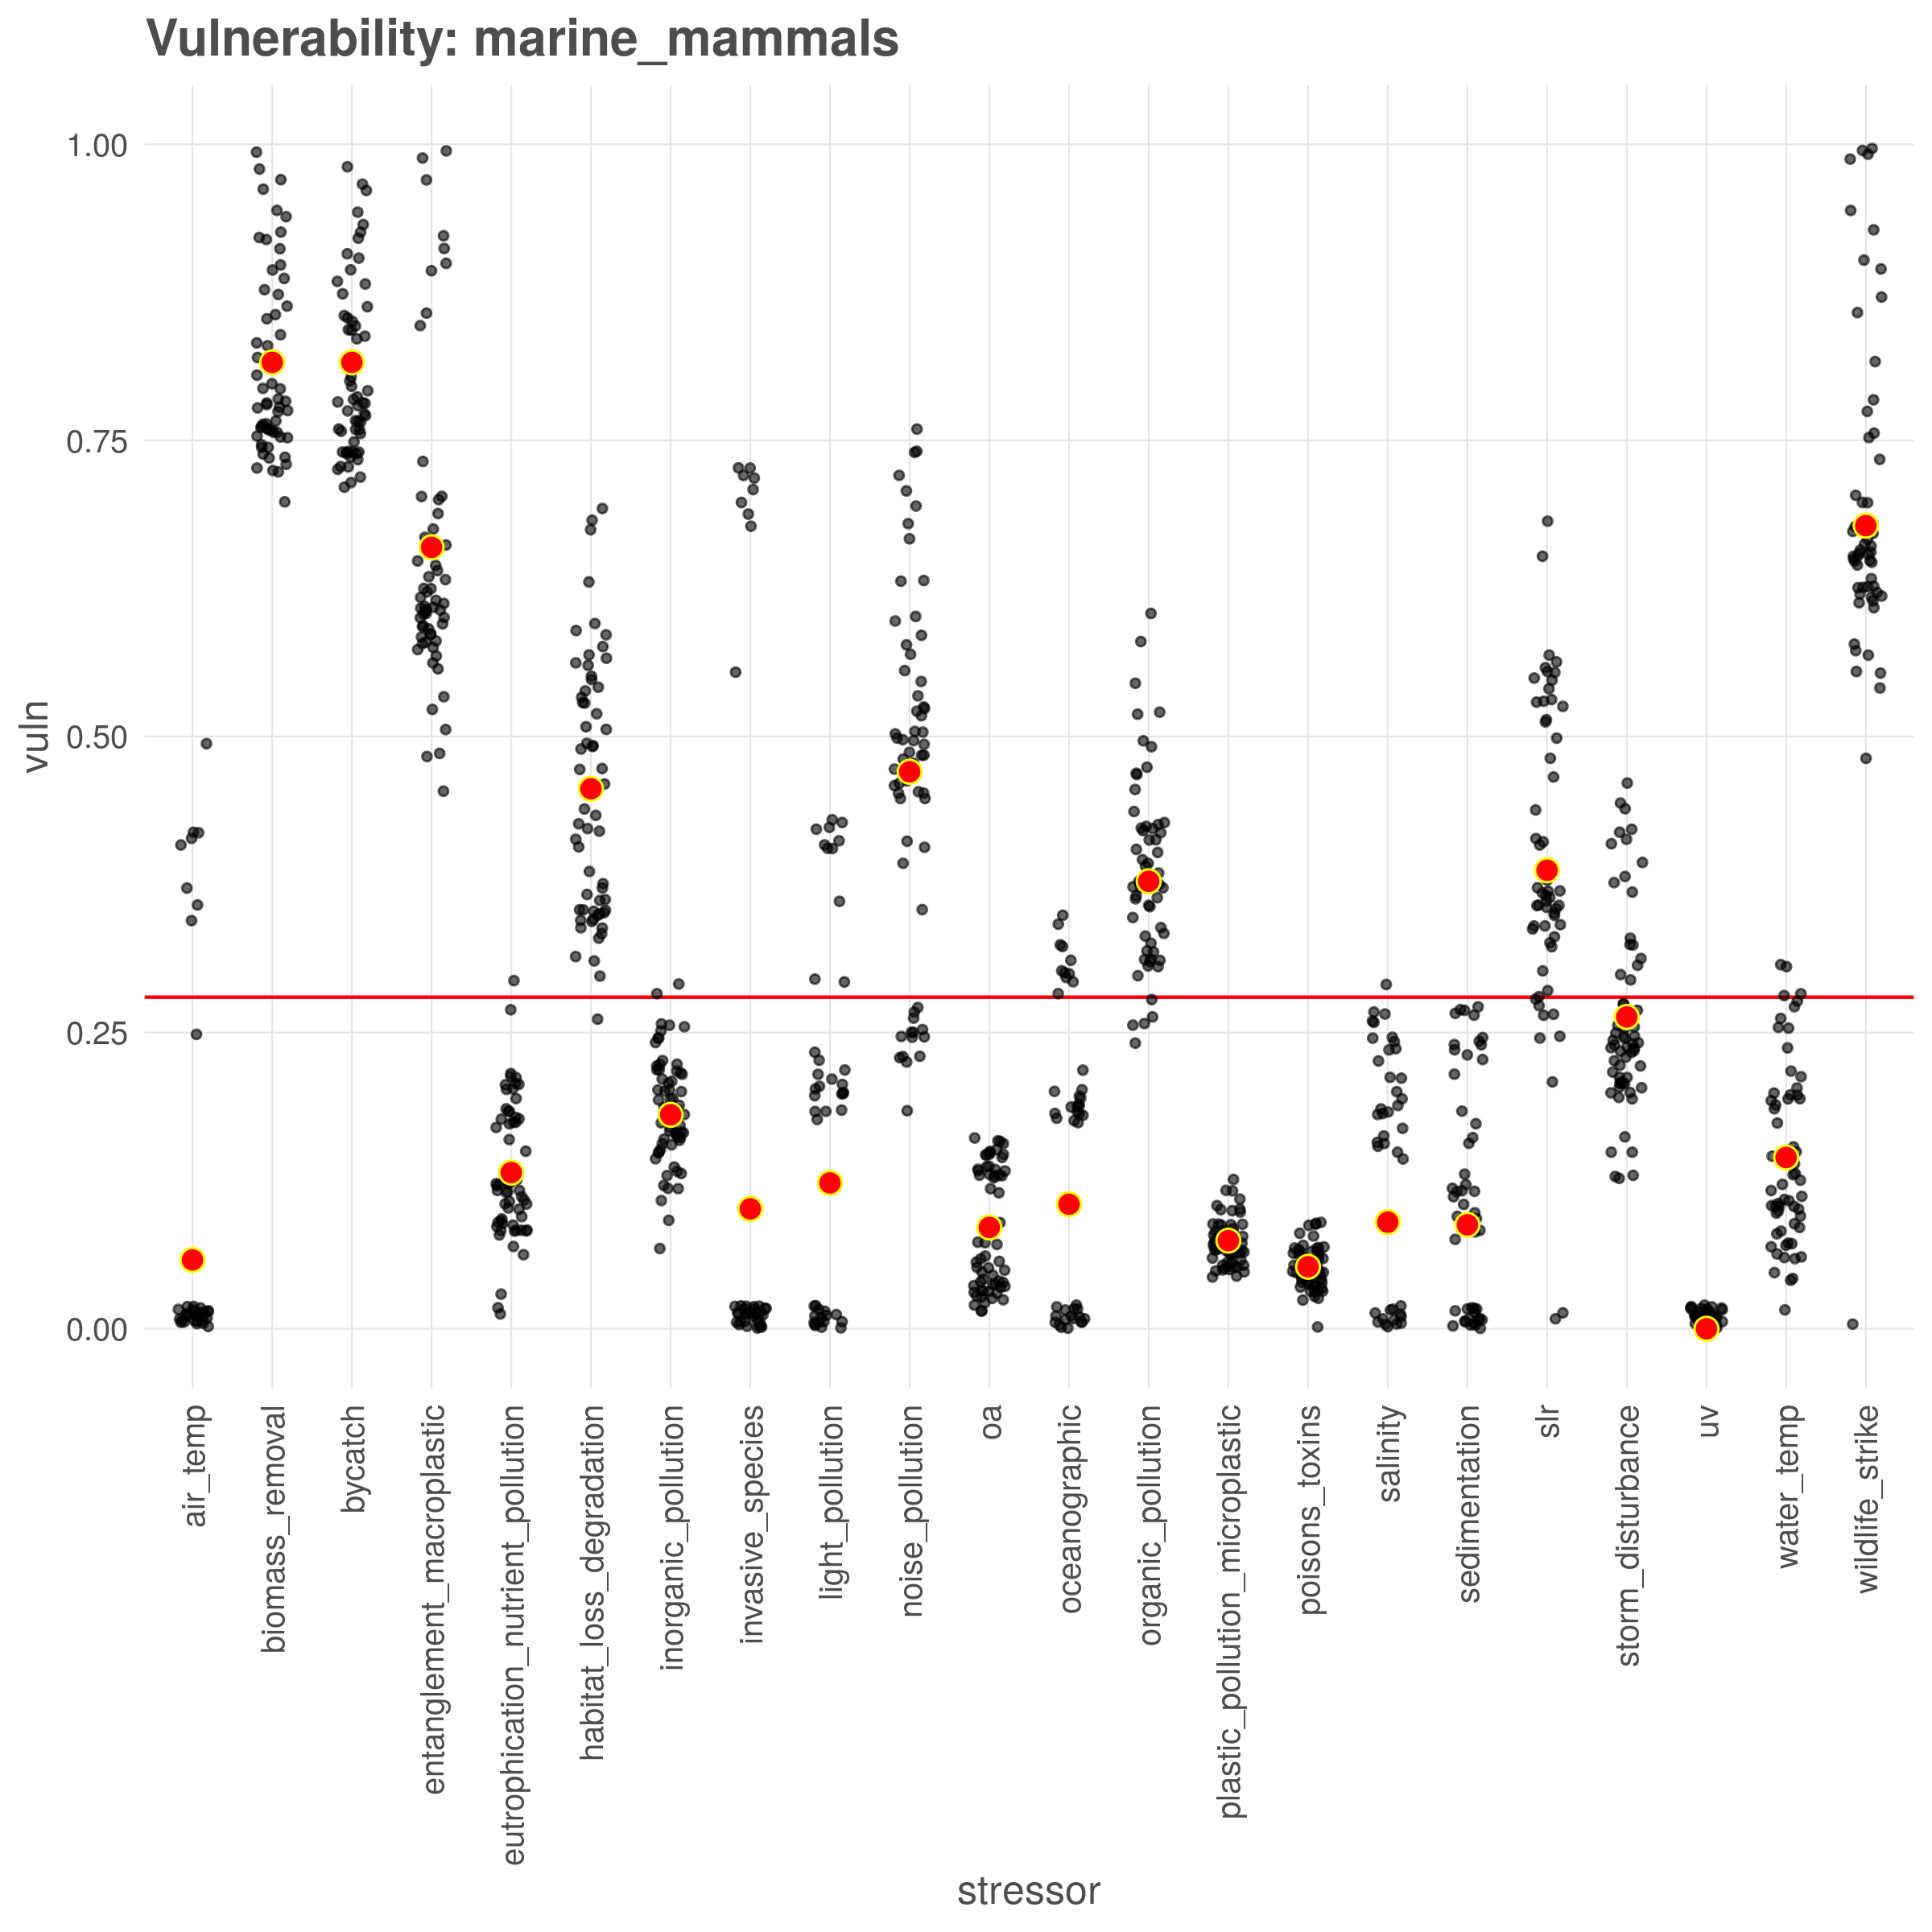 Vulnerability: marine_mammals
vuln
1.00
0.75
0.50
0.25
0.00
air_temp
biomass_removal
bycatch
entanglement_macroplastic
eutrophication_nutrient_pollution
habitat_loss_degradation
inorganic_pollution
invasive_species
light_pollution
noise_pollution
oa
oceanographic
organic_pollution
plastic_pollution_microplastic
poisons_toxins
salinity
sedimentation
slr
storm_disturbance
uv
water_temp
wildlife_strike
stressor